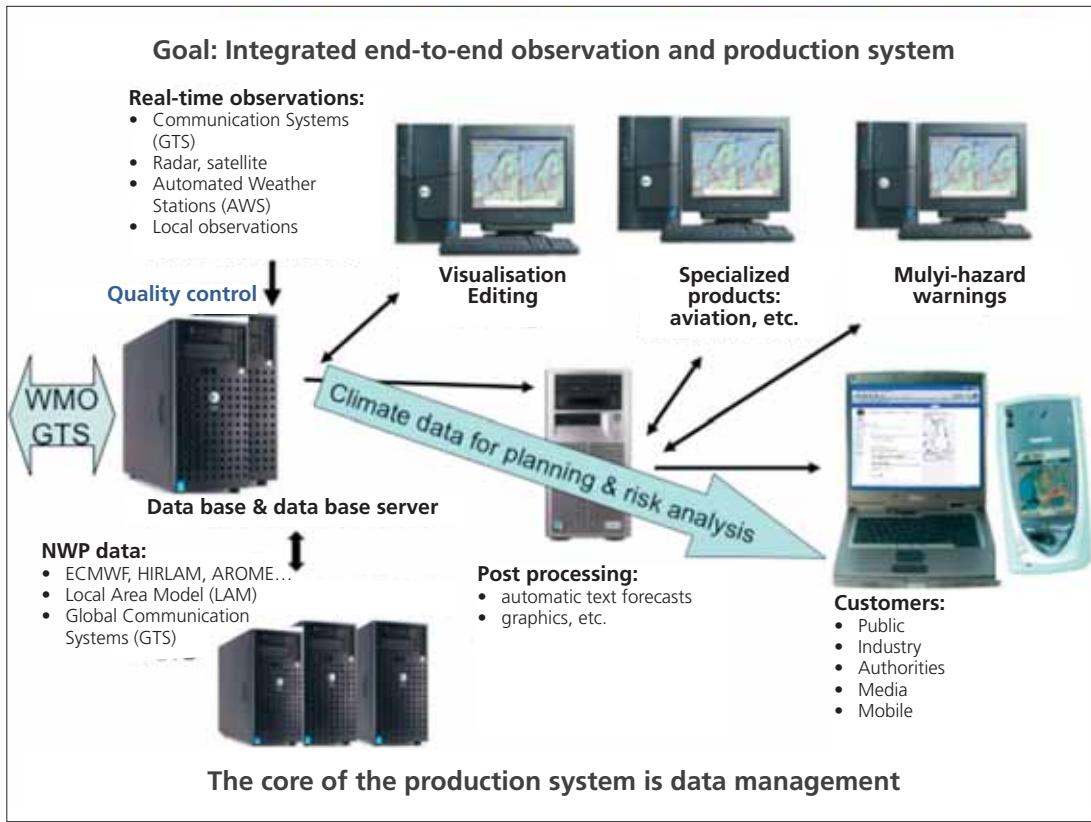 Goal: Integrated end-to-end observation and production system
Real-time observations:
• Communication Systems
(GTS)
• Radar, satellite
• Automated Weather
Stations (AWS)
• Local observations
Quality control
Visualisation
Editing
Specialized
products:
aviation, etc.
Mulyi-hazard
warnings
WMO
GTS
Climate data for planning & risk analysis
Data base & data base server
NWP data:
• ECMWF, HIRLAM, AROME…
• Local Area Model (LAM)
• Global Communication
Systems (GTS)
Post processing:
• automatic text forecasts
• graphics, etc.
Customers:
• Public
• Industry
• Authorities
• Media
• Mobile
The core of the production system is data management